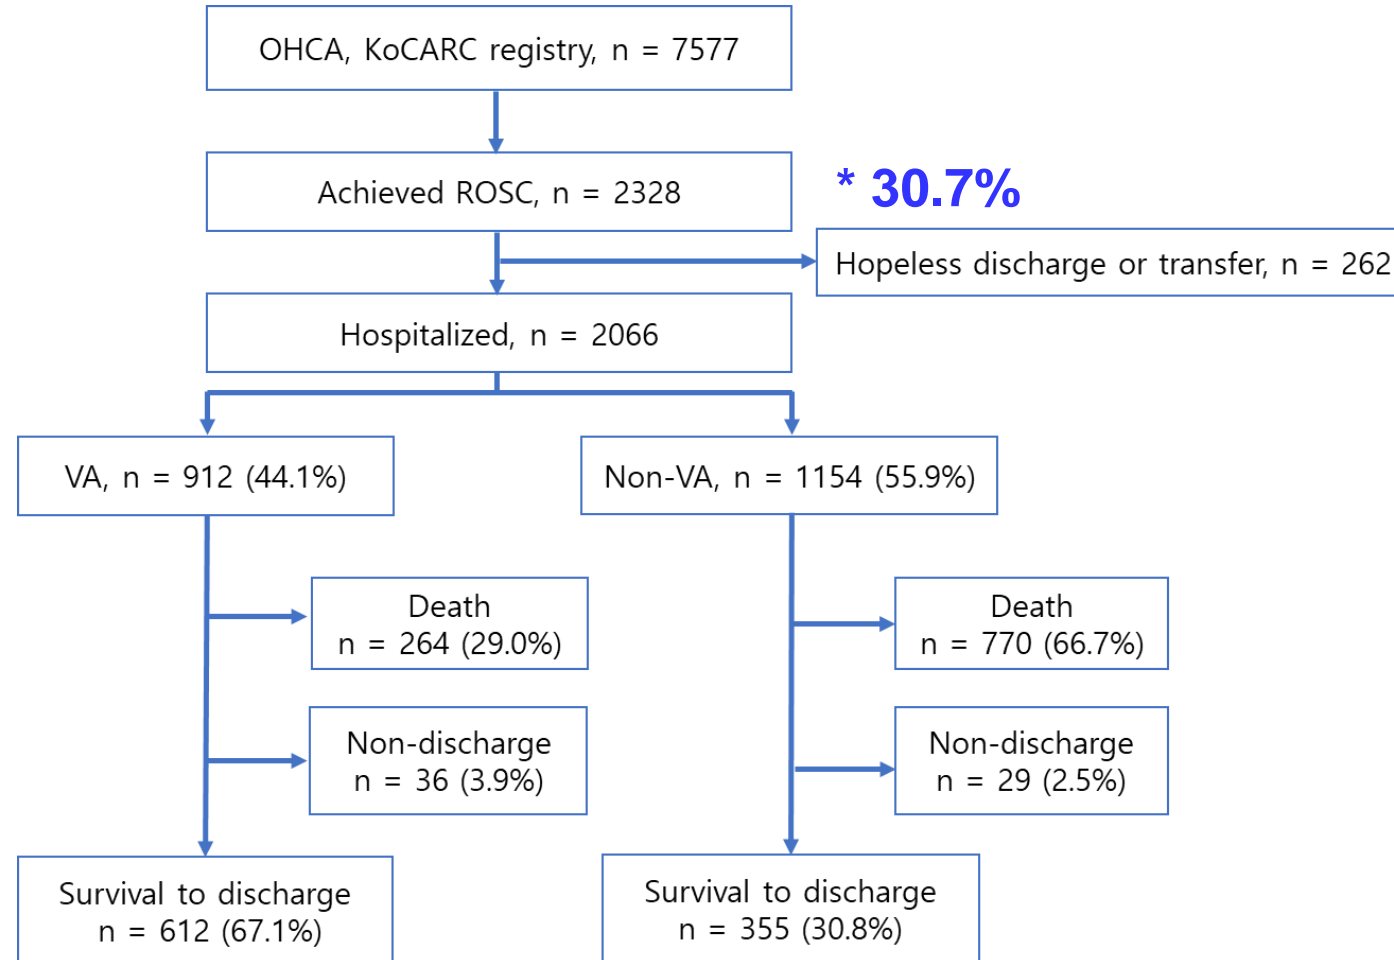 OHCA, KoCARC registry, n = 7577
Achieved ROSC, n = 2328
* 30.7%
Hopeless discharge or transfer, n = 262
Hospitalized, n = 2066
VA, n = 912 (44.1%)
Non-VA, n = 1154 (55.9%)
Death
n = 264 (29.0%)
Death
n = 770 (66.7%)
Non-discharge
n = 36 (3.9%)
Non-discharge
n = 29 (2.5%)
Survival to discharge
n = 612 (67.1%)
Survival to discharge
n = 355 (30.8%)